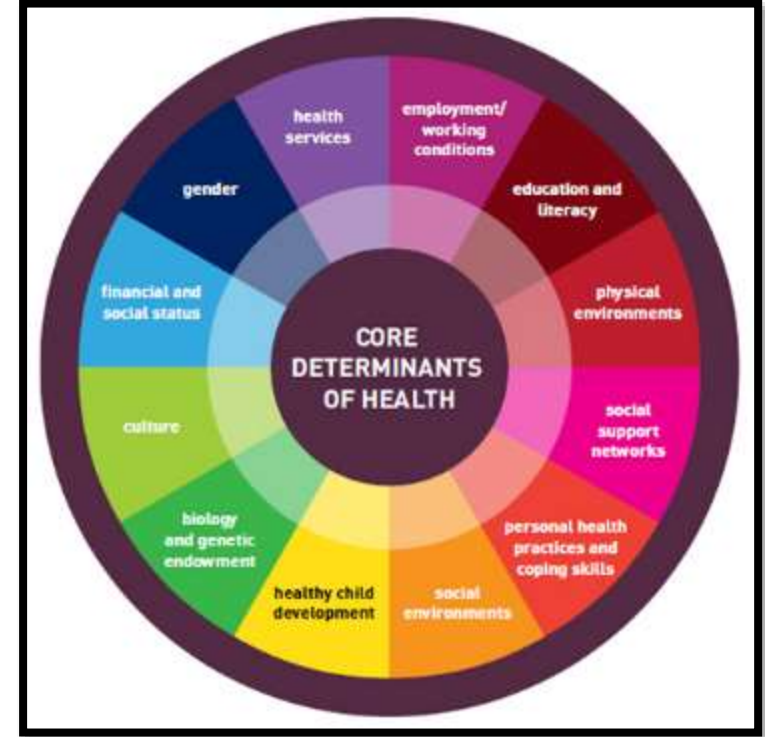 CORE
DETERMINANTS
OF HEALTH
employment/
working
conditions
education and
literacy
physical
environments
social
support
networks
personal health
practices and
coping skills
social
environments
healthy child
development
biology
and genetic
endowment
culture
financial and
social status
gender
health
services